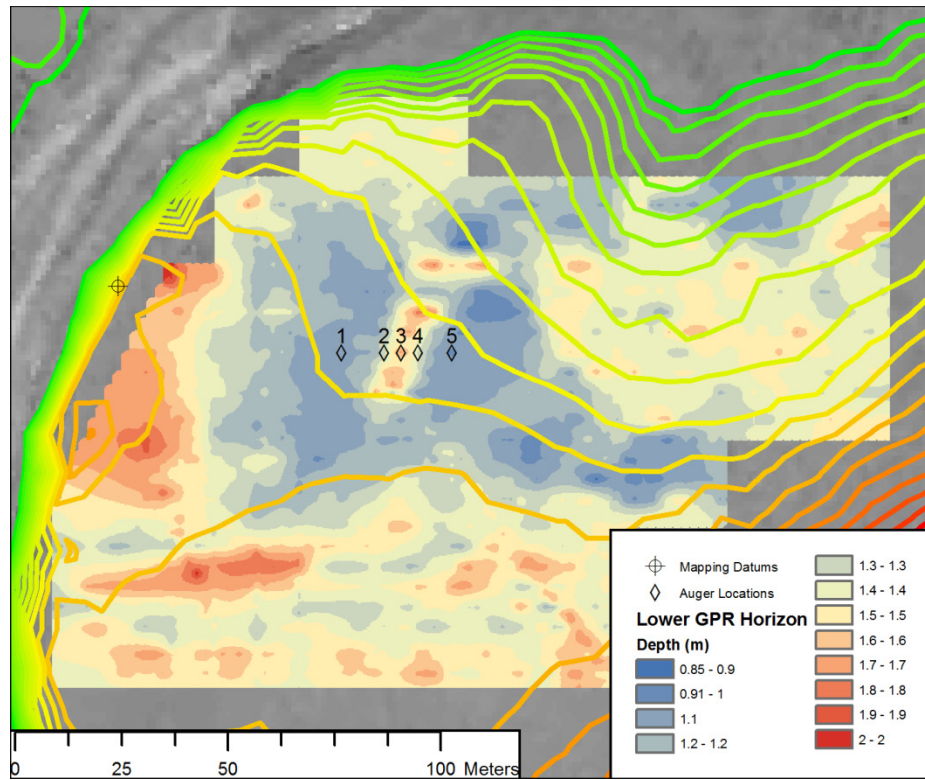 1 2 3 4 5
Mapping Datums
Auger Locations
Lower GPR Horizon
Depth (m)
0.85 - 0.9
0.91 - 1
1.1
1.2 - 1.2
1.3 - 1.3
1.4 - 1.4
1.5 - 1.5
1.6 - 1.6
1.7 - 1.7
1.8 - 1.8
1.9 - 1.9
2 - 2
0 25 50 100 Meters